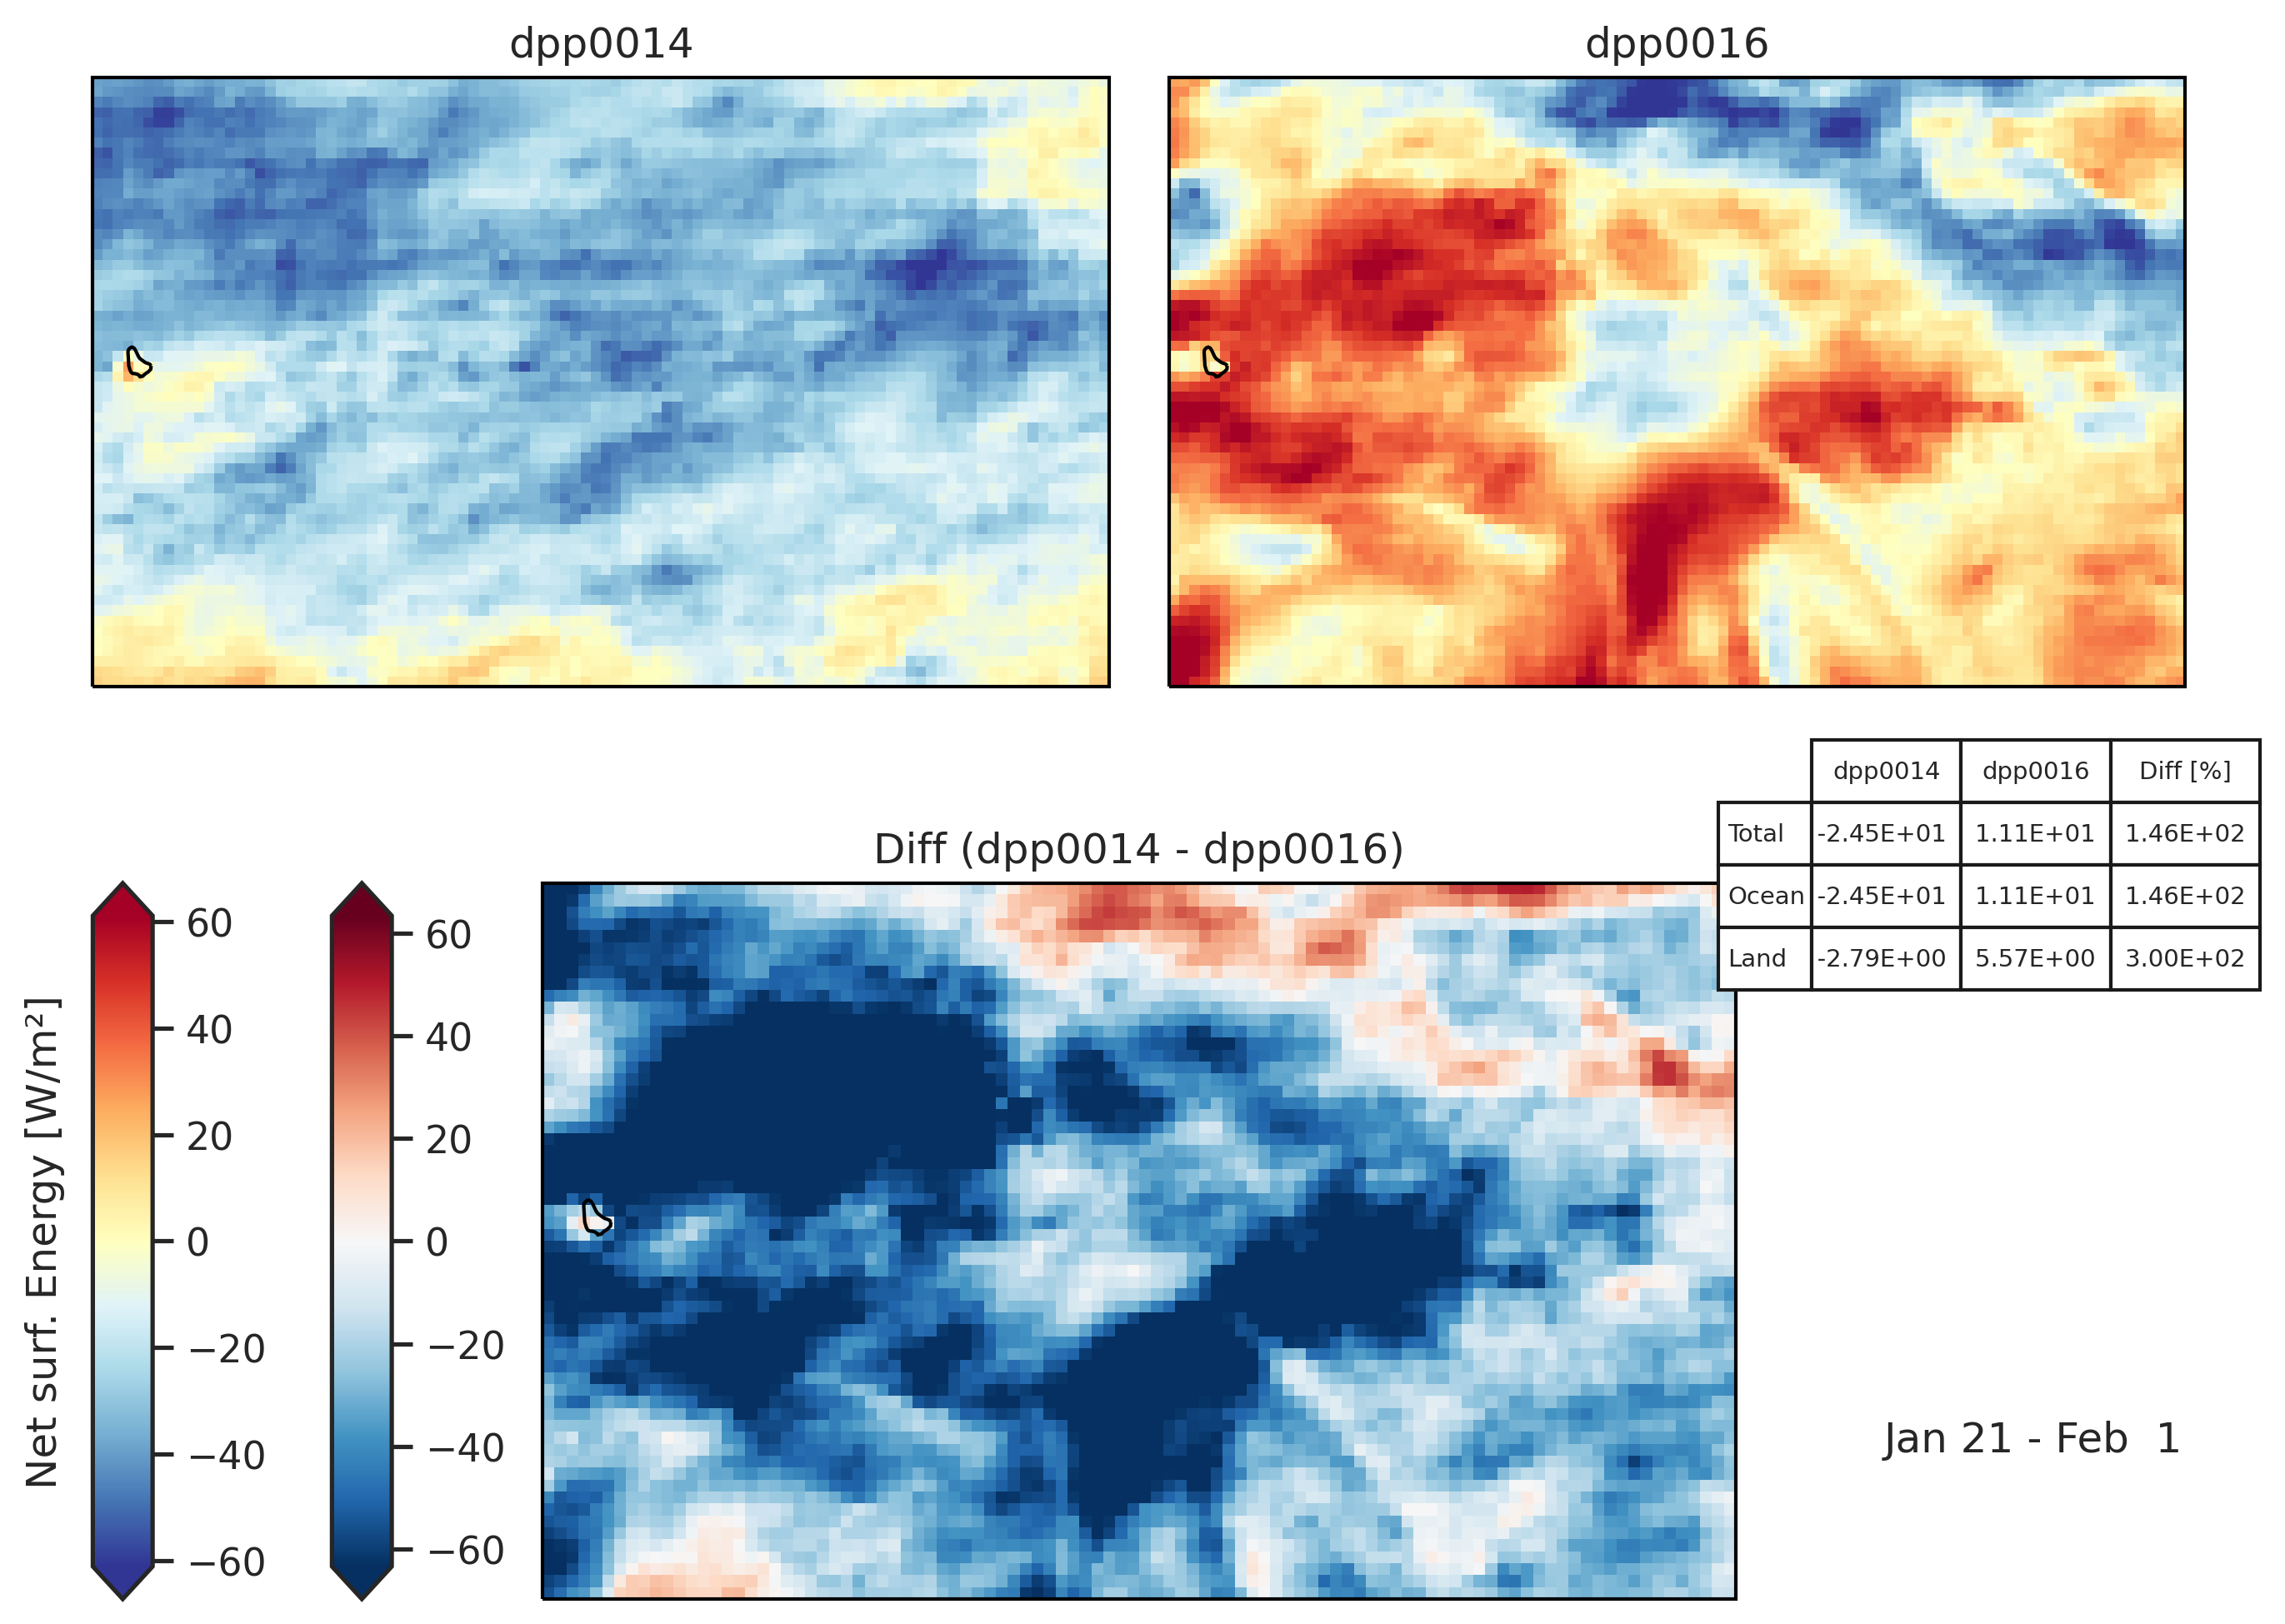 dpp0014
dpp0016
dpp0014 dpp0016 Diff [%]
Total -2.45E+01 1.11E+01 1.46E+02
Ocean -2.45E+01 1.11E+01 1.46E+02
Land -2.79E+00 5.57E+00 3.00E+02
Diff (dpp0014 - dpp0016)
Net surf. Energy [W/m²]
60
40
20
0
−20
−40
−60
60
40
20
0
−20
−40
−60
Jan 21 - Feb  1